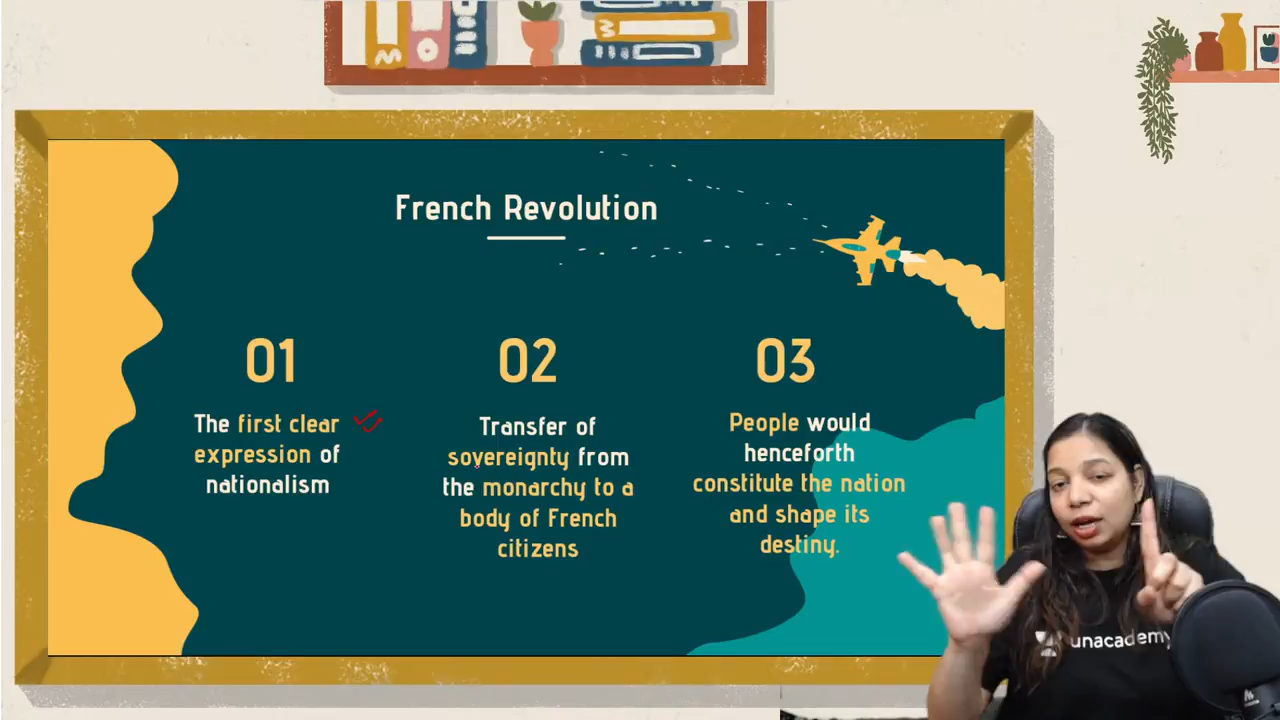 French Revolution
01
The first clear
expression of
nationalism
02
Transfer of
sovereignty from
the monarchy to a
body of French
citizens
03
People would
henceforth
constitute the nation
and shape its
destiny.
unacademy